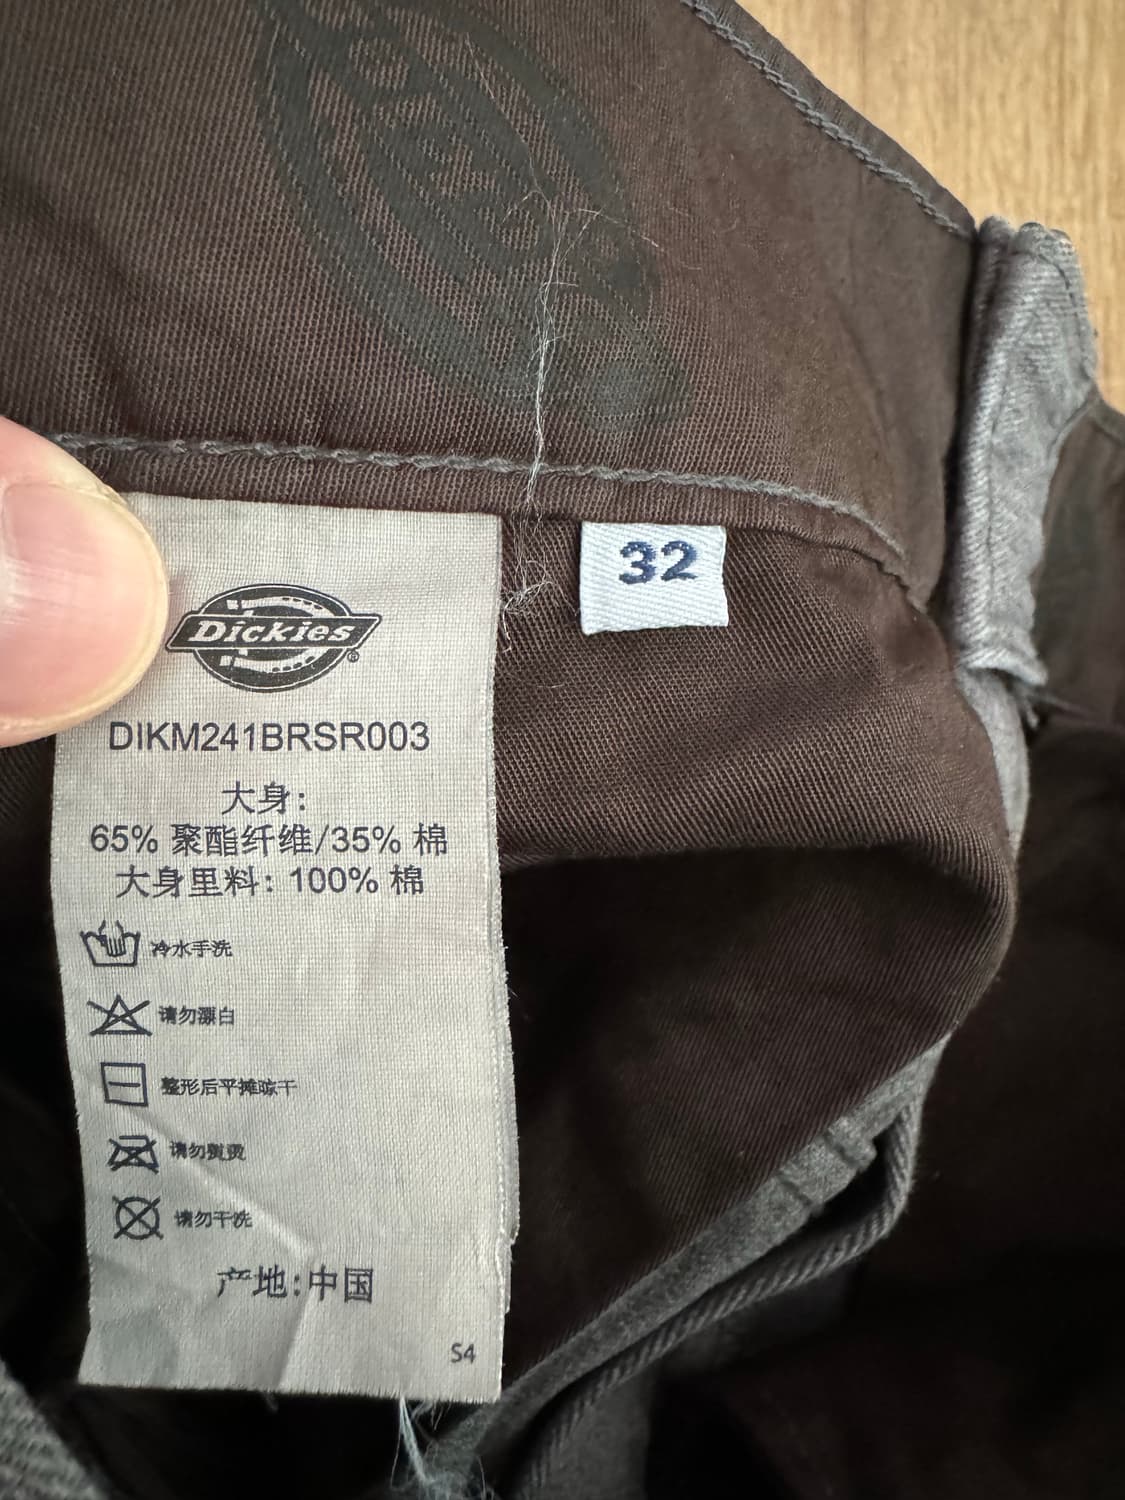 DICKIES
32
Dickies®
DIKM241BRSR003
大身:
65% 聚酯纤维/35% 棉
大身里料: 100% 棉
冷水手洗
请勿漂白
整形后平摊晾干
请勿熨烫
请勿干洗
产地:中国
S4